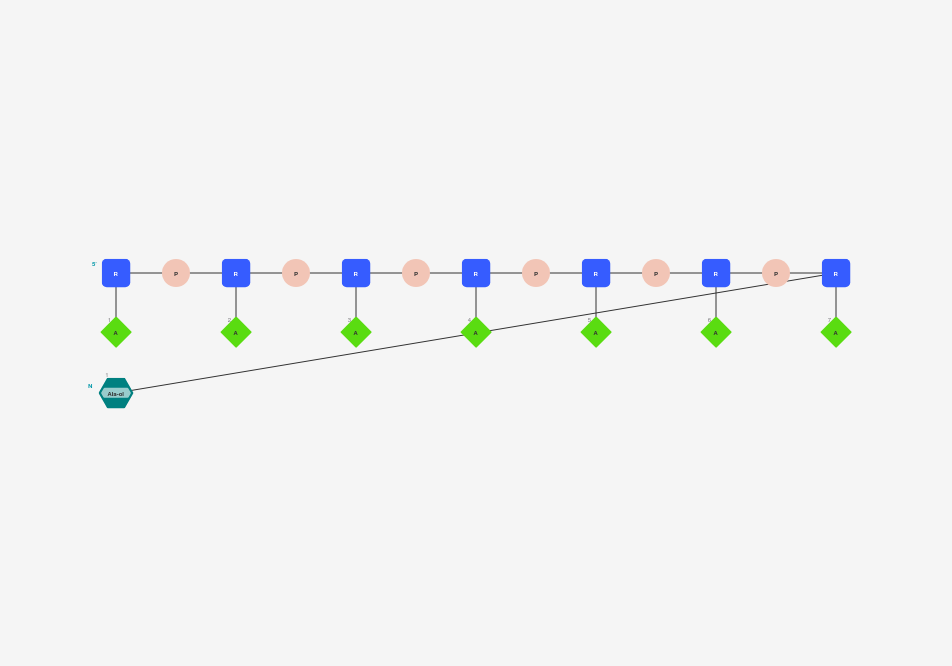 5'
R P R P R P R P R P R P R
1 2 3 4 5 6 7
A A A A A A A
1
N
Ala-ol